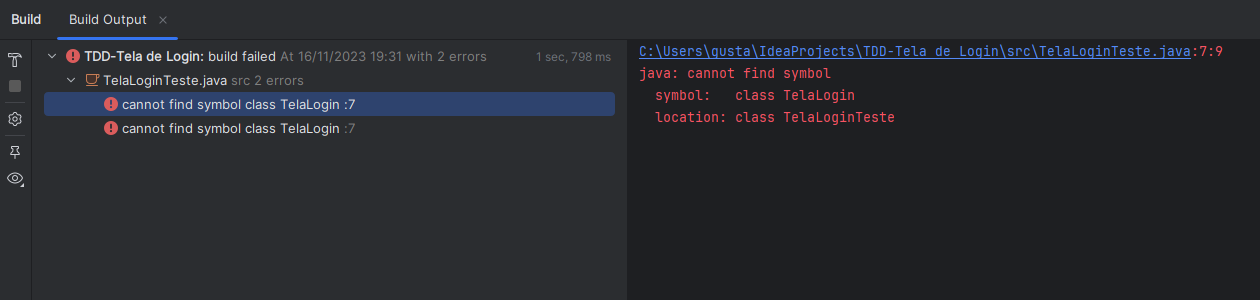 Build
Build Output
TDD-Tela de Login: build failed At 16/11/2023 19:31 with 2 errors
1 sec, 798 ms
TelaLoginTeste.java src 2 errors
cannot find symbol class TelaLogin :7
cannot find symbol class TelaLogin :7
C:\Users\gusta\IdeaProjects\TDD-Tela de Login\src\TelaLoginTeste.java:7:9
java: cannot find symbol
symbol:   class TelaLogin
location: class TelaLoginTeste